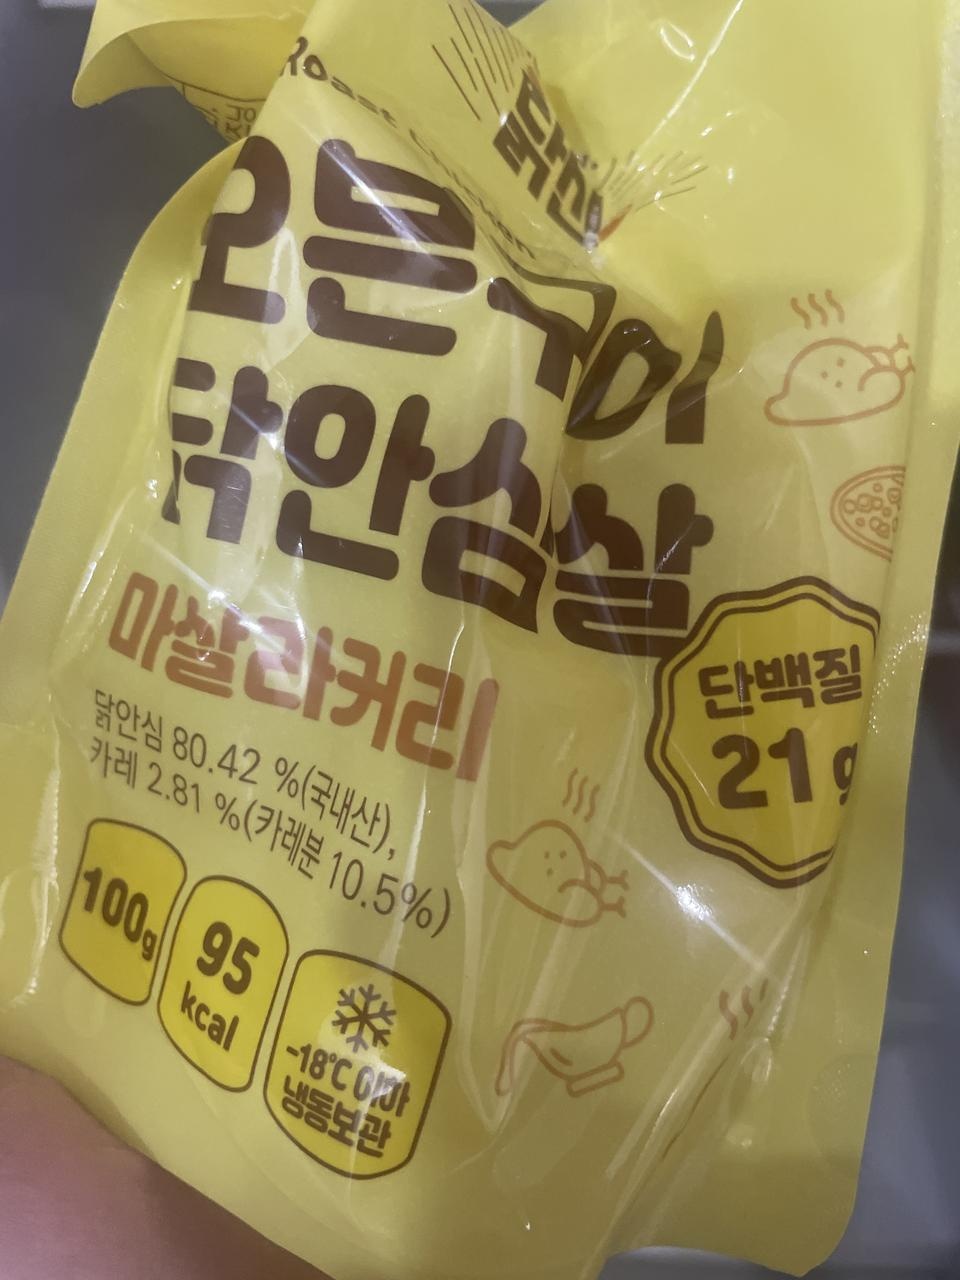 Roast Chicken
오븐구이
닭안심살
마살라커리
닭안심 80.42 %(국내산),
카레 2.81 %(카레분 10.5%)
단백질
21 g
100g
95
kcal
-18℃ 이하
냉동보관